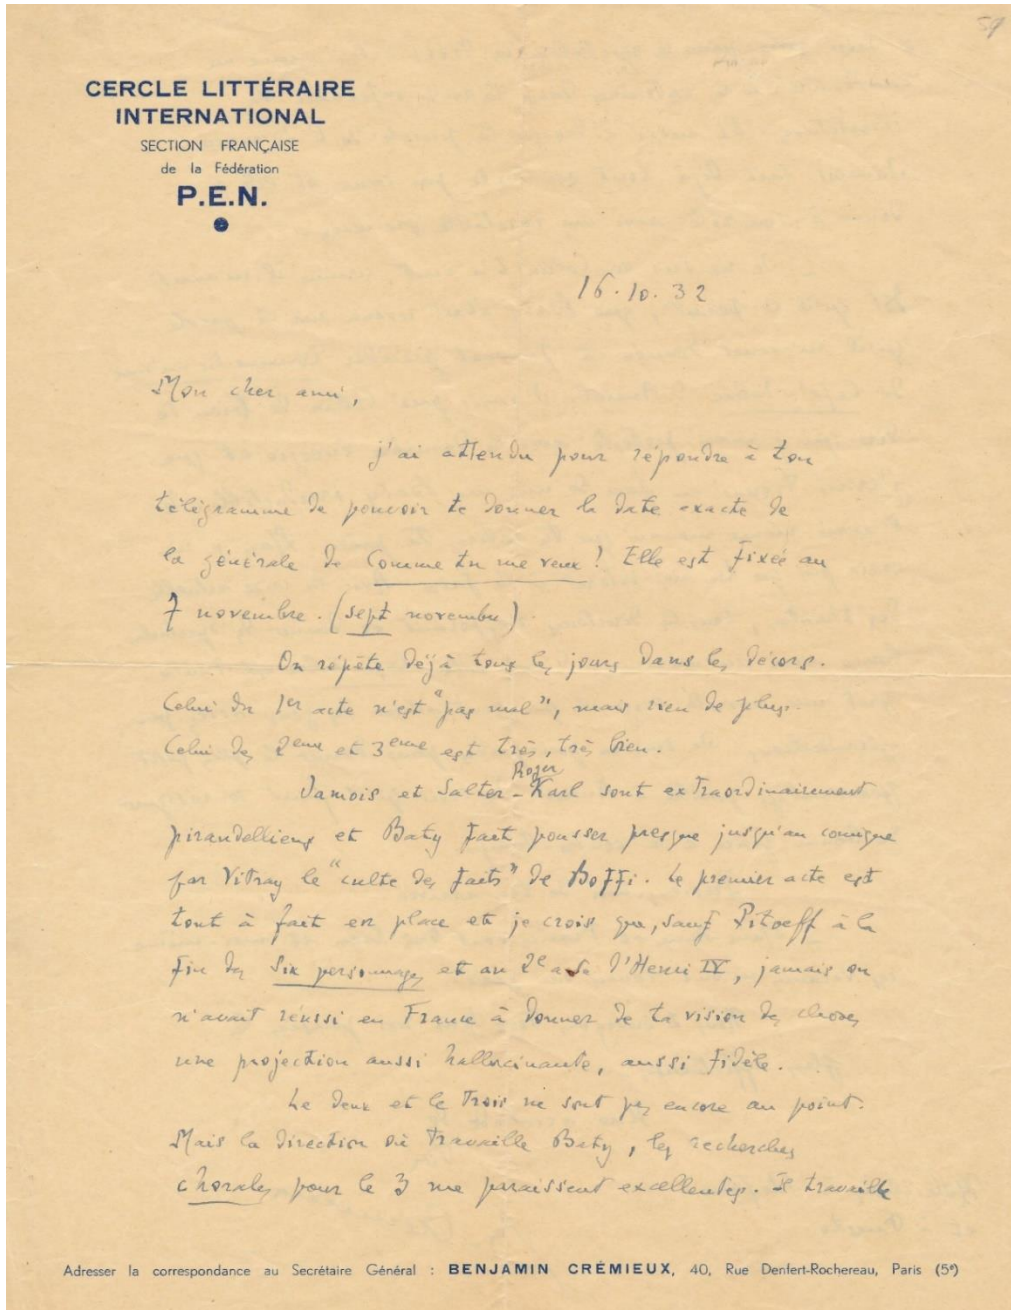 59
CERCLE LITTÉRAIRE
INTERNATIONAL
SECTION FRANÇAISE
de la Fédération
P.E.N.
16.10.32
Mon cher ami,
j'ai attendu pour répondre à ton
télégramme de pouvoir te donner la date exacte de
la générale de Comme tu me veux ! Elle est fixée au
7 novembre. (sept novembre).
On répète déjà tous les jours dans les décors.
Celui du 1er acte n'est "pas mal", mais rien de plus.
Celui des 2eme et 3eme est très, très bien.
Roger
Jamois et Salter-Karl sont extraordinairement
pirandelliens et Baty fait pousser presque jusqu'au comique
par Vitray le "culte des faits" de Boffi. Le premier acte est
tout à fait en place et je crois que, sauf Pitoeff à la
fin des Six personnages et au 2e a de l'Henri IV, jamais on
n'avait réussi en France à donner de ta vision des choses
une projection aussi hallucinante, aussi fidèle.
Le deux et le trois ne sont pas encore au point.
Mais la direction où travaille Baty, les recherches
chorales pour le 3 me paraissent excellentes. Il travaille
Adresser la correspondance au Secrétaire Général : BENJAMIN CRÉMIEUX, 40, Rue Denfert-Rochereau, Paris (5e)